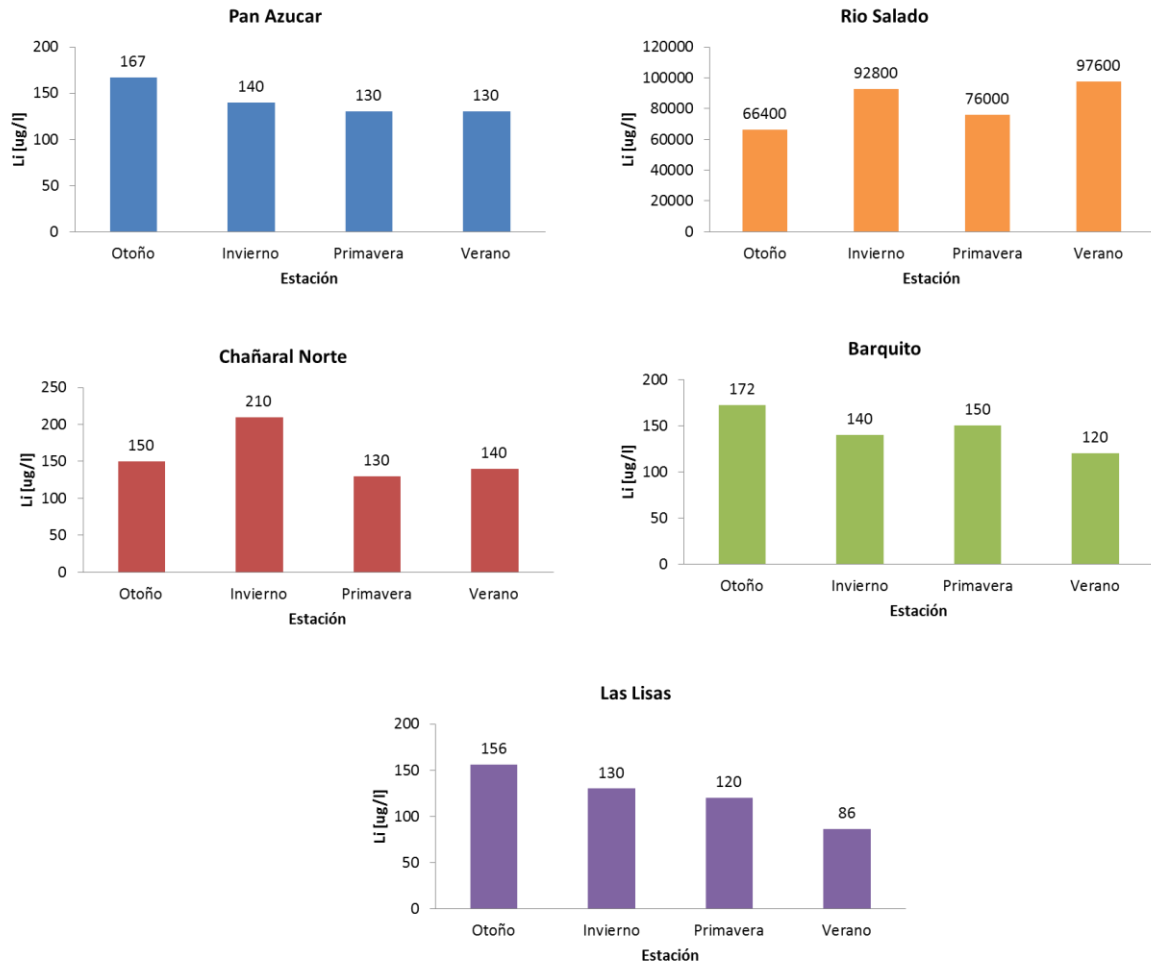 Pan Azucar
200
150
100
50
0
Li [ug/l]
167
140
130
130
Otoño Invierno Primavera Verano
Estación
Rio Salado
120000
100000
80000
60000
40000
20000
0
Li [ug/l]
66400
92800
76000
97600
Otoño Invierno Primavera Verano
Estación
Chañaral Norte
250
200
150
100
50
0
Li [ug/l]
150
210
130
140
Otoño Invierno Primavera Verano
Estación
Barquito
200
150
100
50
0
Li [ug/l]
172
140
150
120
Otoño Invierno Primavera Verano
Estación
Las Lisas
200
150
100
50
0
Li [ug/l]
156
130
120
86
Otoño Invierno Primavera Verano
Estación